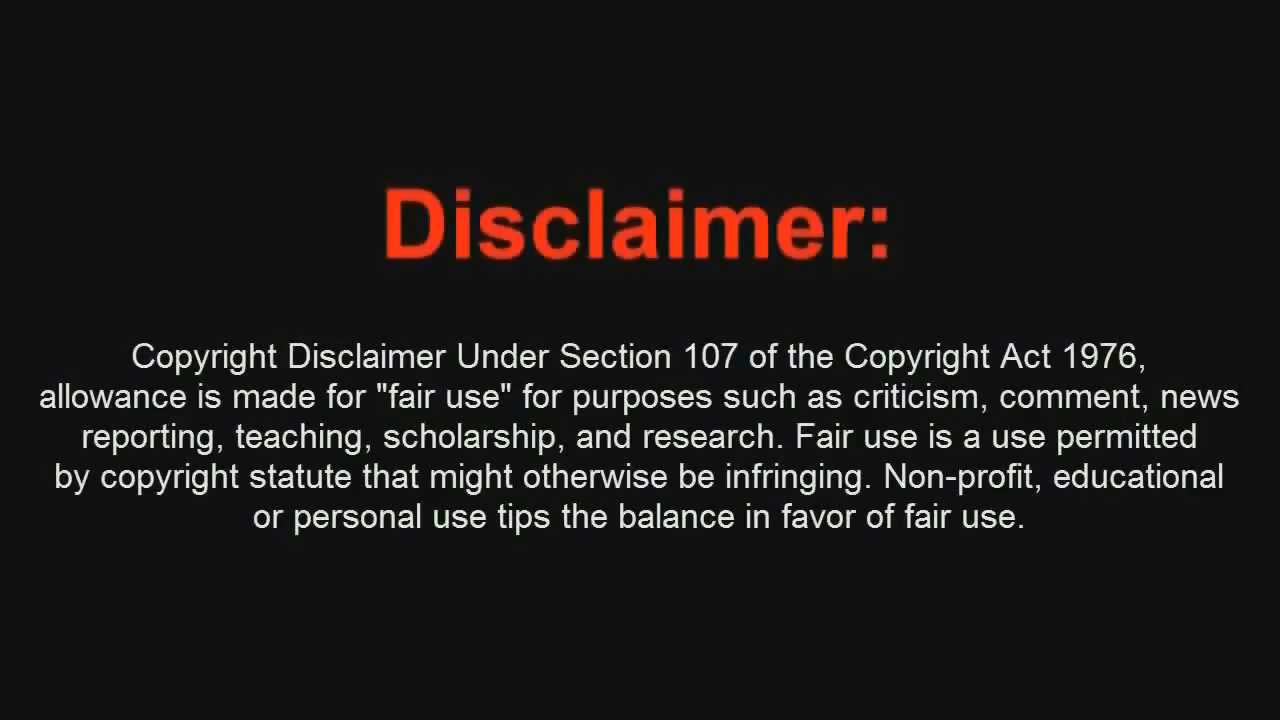 Disclaimer:
Copyright Disclaimer Under Section 107 of the Copyright Act 1976,
allowance is made for "fair use" for purposes such as criticism, comment, news
reporting, teaching, scholarship, and research. Fair use is a use permitted
by copyright statute that might otherwise be infringing. Non-profit, educational
or personal use tips the balance in favor of fair use.